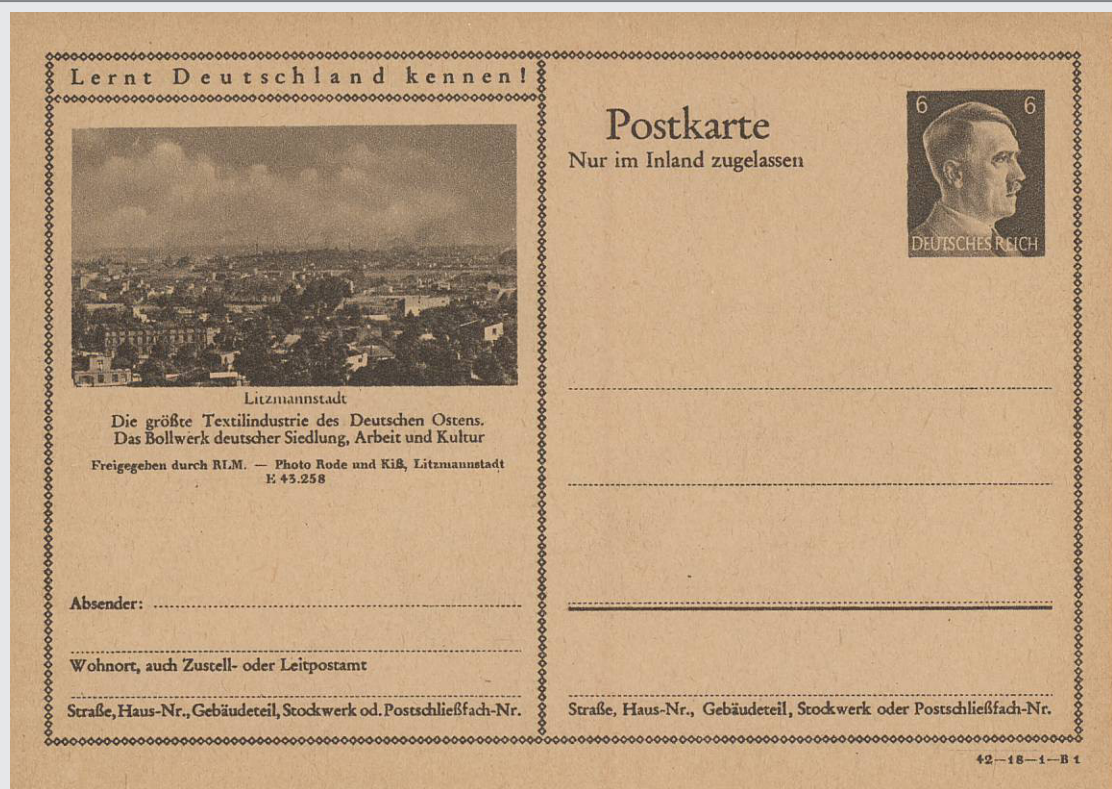 Lernt Deutschland kennen!
Litzmannstadt
Die größte Textilindustrie des Deutschen Ostens.
Das Bollwerk deutscher Siedlung, Arbeit und Kultur
Freigegeben durch RLM. — Photo Rode und Kiß, Litzmannstadt
E 43.258
Absender:
Wohnort, auch Zustell- oder Leitpostamt
Straße, Haus-Nr., Gebäudeteil, Stockwerk od. Postschließfach-Nr.
Postkarte
Nur im Inland zugelassen
6 6
DEUTSCHES REICH
Straße, Haus-Nr., Gebäudeteil, Stockwerk oder Postschließfach-Nr.
42—18—1—B 1